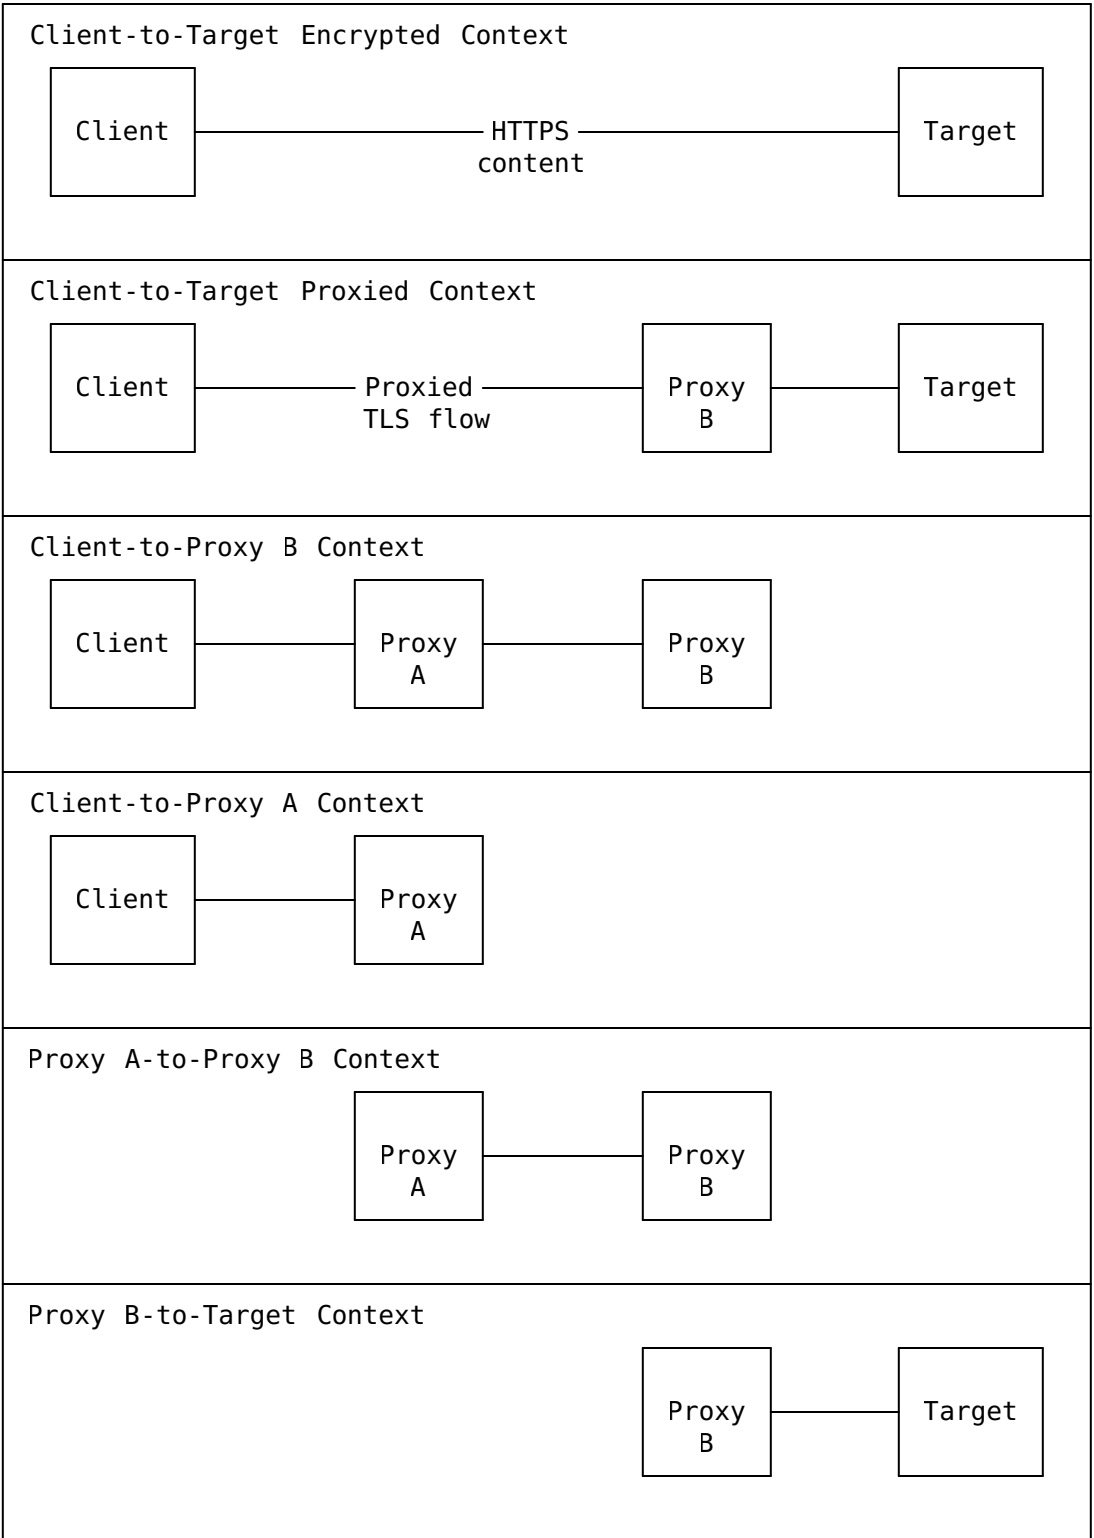 Client-to-Target Encrypted Context
Client HTTPS Target
content
Client-to-Target Proxied Context
Client Proxied Proxy Target
TLS flow B
Client-to-Proxy B Context
Client Proxy Proxy
A B
Client-to-Proxy A Context
Client Proxy
A
Proxy A-to-Proxy B Context
Proxy Proxy
A B
Proxy B-to-Target Context
Proxy Target
B